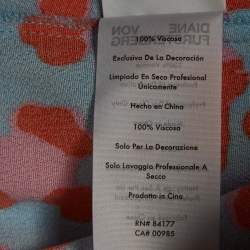 DIANE VON
FURSTENBERG
100% Viscosa
Exclusivo De La Decoración
Limpiado En Seco Profesional
Únicamente
Hecho en China
100% Viscosa
Solo Per La Decorazione
Solo Lavaggio Professionale A
Secco
Prodotto in Cina
RN# 84177
CA# 00985